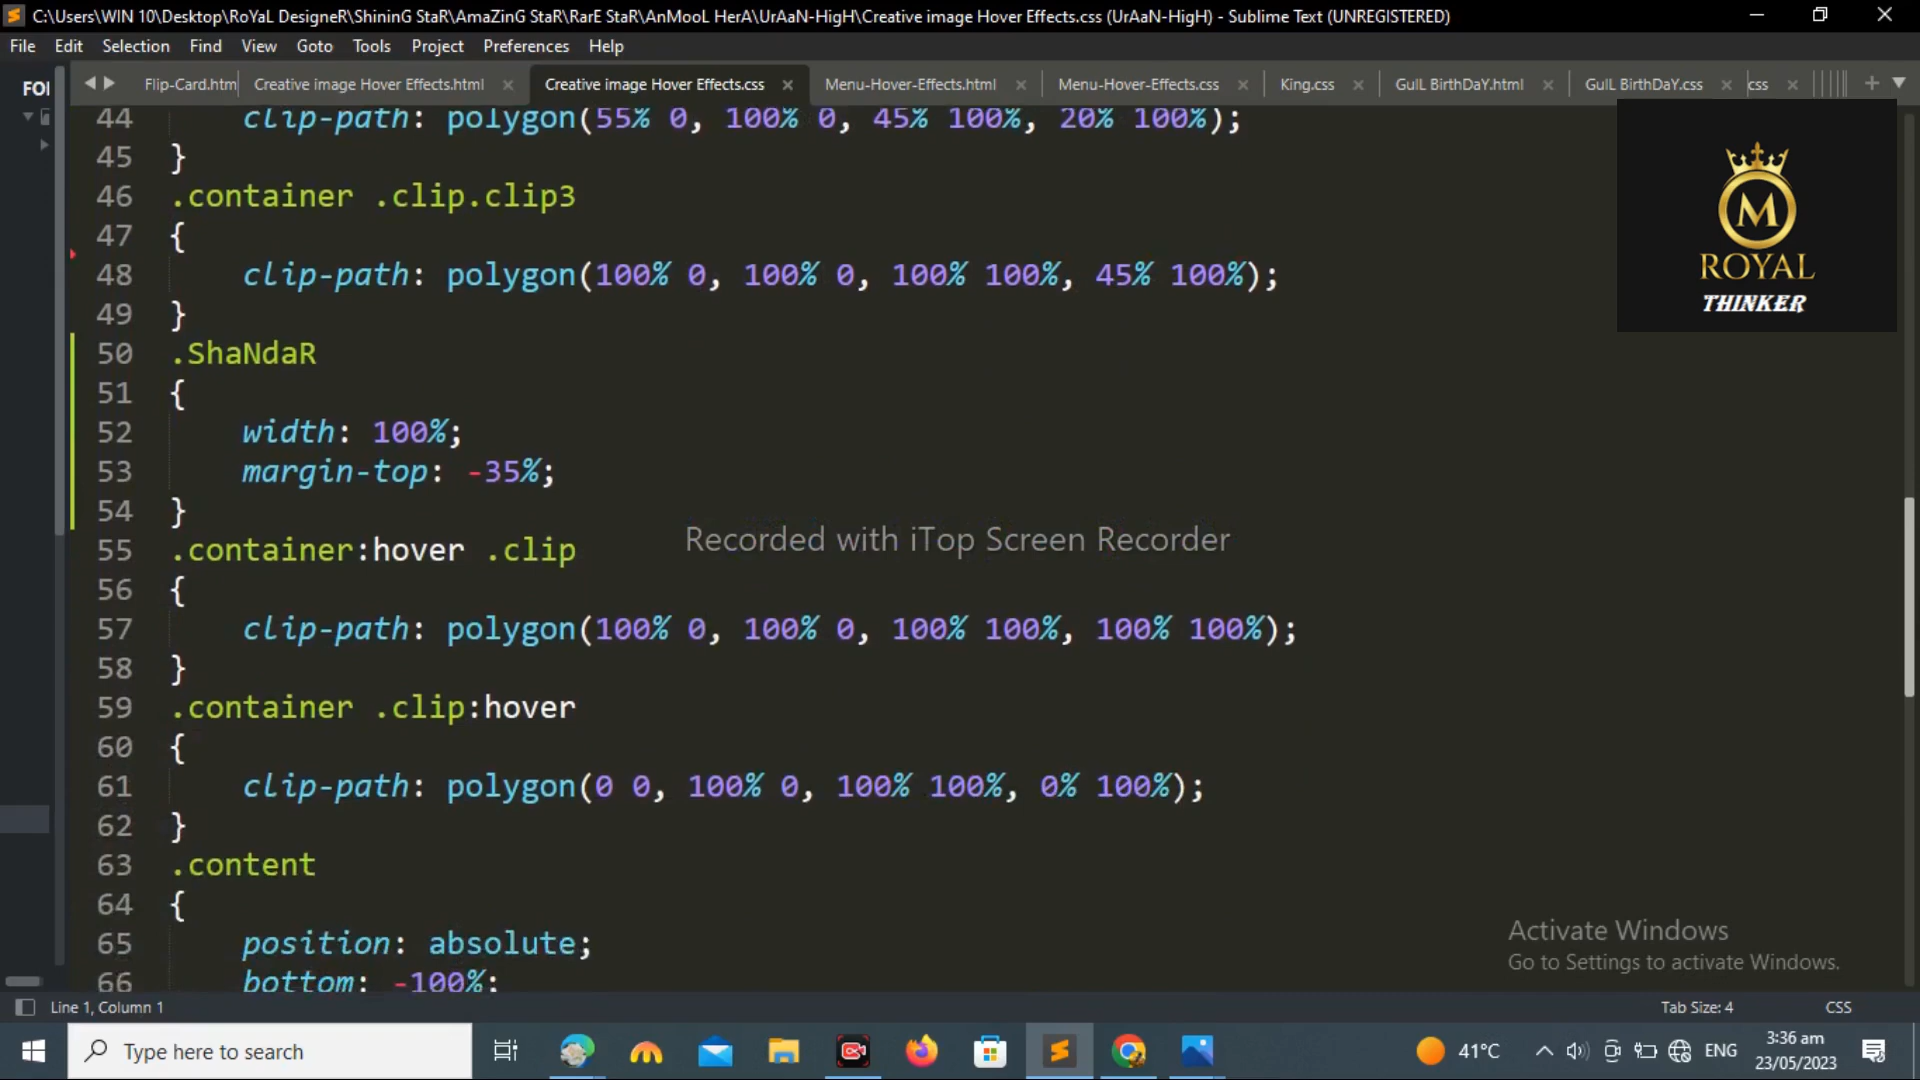 C:\Users\WIN 10\Desktop\RoYaL DesigneR\ShininG StaR\AmaZinG StaR\RarE StaR\AnMooL HerA\UrAaN-HigH\Creative image Hover Effects.css (UrAaN-HigH) - Sublime Text (UNREGISTERED)
File Edit Selection Find View Goto Tools Project Preferences Help
FOI
Flip-Card.htm Creative image Hover Effects.html Creative image Hover Effects.css Menu-Hover-Effects.html Menu-Hover-Effects.css King.css GulL BirthDaY.html GulL BirthDaY.css css
44 clip-path: polygon(55% 0, 100% 0, 45% 100%, 20% 100%);
45 }
46 .container .clip.clip3
47 {
48 clip-path: polygon(100% 0, 100% 0, 100% 100%, 45% 100%);
49 }
50 .ShaNdaR
51 {
52 width: 100%;
53 margin-top: -35%;
54 }
55 .container:hover .clip
56 {
57 clip-path: polygon(100% 0, 100% 0, 100% 100%, 100% 100%);
58 }
59 .container .clip:hover
60 {
61 clip-path: polygon(0 0, 100% 0, 100% 100%, 0% 100%);
62 }
63 .content
64 {
65 position: absolute;
66 bottom: -100%;
M
ROYAL
THINKER
Recorded with iTop Screen Recorder
Activate Windows
Go to Settings to activate Windows.
Line 1, Column 1 Tab Size: 4 CSS
Type here to search
41°C
ENG
3:36 am
23/05/2023